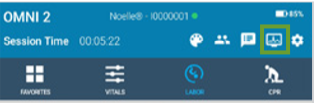 OMNI 2 Noelle® - I0000001 85%
Session Time 00:05:22
FAVORITES VITALS LABOR CPR